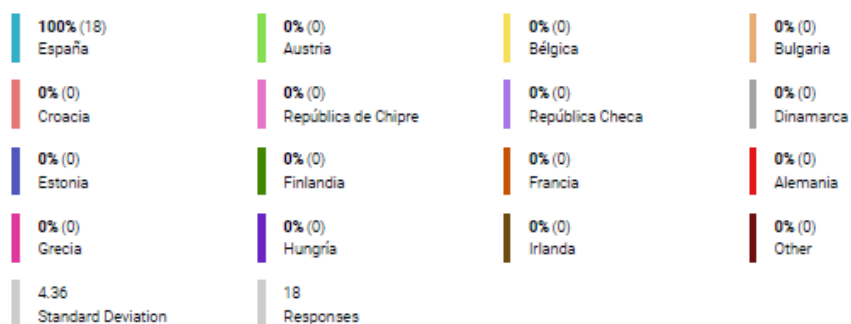 100% (18)
España
0% (0)
Austria
0% (0)
Bélgica
0% (0)
Bulgaria
0% (0)
Croacia
0% (0)
República de Chipre
0% (0)
República Checa
0% (0)
Dinamarca
0% (0)
Estonia
0% (0)
Finlandia
0% (0)
Francia
0% (0)
Alemania
0% (0)
Grecia
0% (0)
Hungría
0% (0)
Irlanda
0% (0)
Other
4.36
Standard Deviation
18
Responses